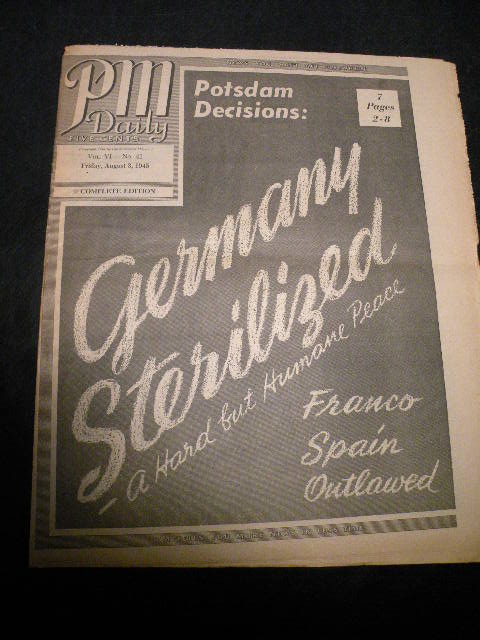 PM
Daily
FIVE CENTS
Vol. VI—No. 42
Friday, August 3, 1945
COMPLETE EDITION
Potsdam
Decisions:
7
Pages
2-8
Germany
Sterilized
— A Hard but Humane Peace
Franco
Spain
Outlawed